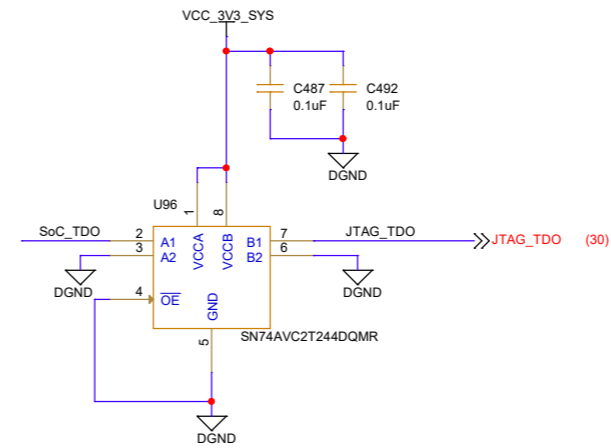 VCC_3V3_SYS
C487
0.1uF
C492
0.1uF
DGND
U96
1
8
SoC_TDO
2
A1
VCCA
VCCB
B1
7
JTAG_TDO
JTAG_TDO (30)
3
A2
B2
6
DGND
DGND
4
OE
GND
5
SN74AVC2T244DQMR
DGND